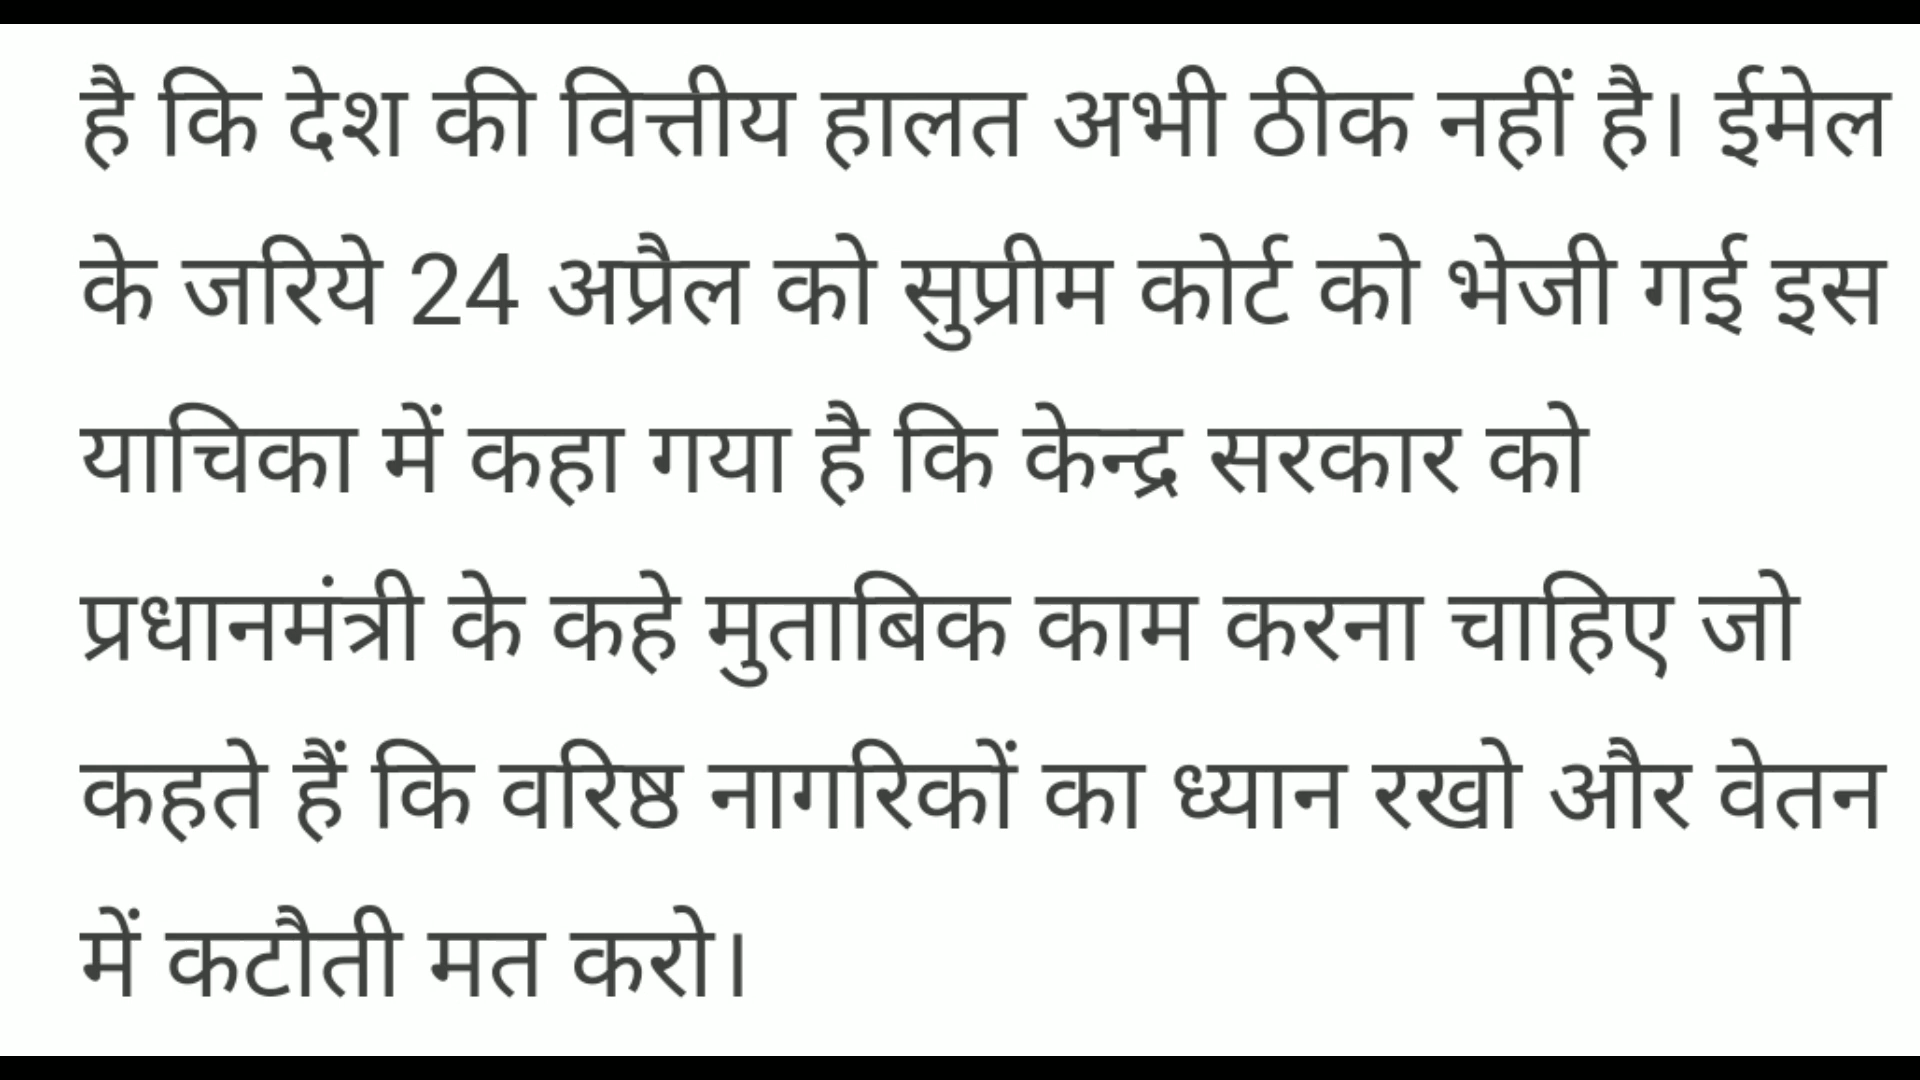 है कि देश की वित्तीय हालत अभी ठीक नहीं है। ईमेल
के जरिये 24 अप्रैल को सुप्रीम कोर्ट को भेजी गई इस
याचिका में कहा गया है कि केन्द्र सरकार को
प्रधानमंत्री के कहे मुताबिक काम करना चाहिए जो
कहते हैं कि वरिष्ठ नागरिकों का ध्यान रखो और वेतन
में कटौती मत करो।